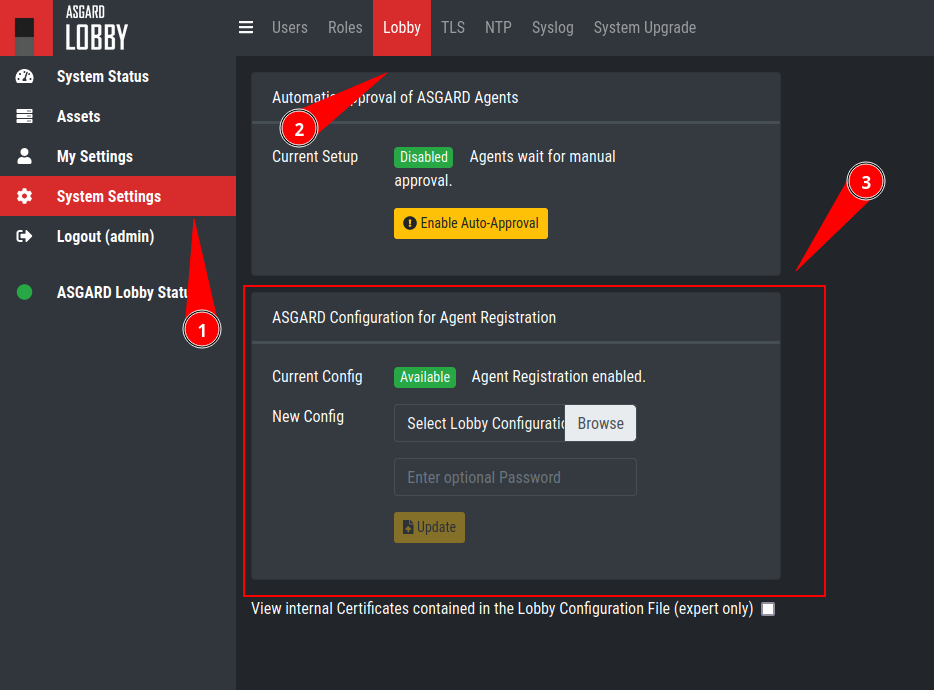 ASGARD
LOBBY
Users Roles Lobby TLS NTP Syslog System Upgrade
System Status
Assets
My Settings
System Settings
Logout (admin)
ASGARD Lobby Statu
1
Automatic Approval of ASGARD Agents
2
Current Setup Disabled Agents wait for manual
approval.
Enable Auto-Approval
3
ASGARD Configuration for Agent Registration
Current Config Available Agent Registration enabled.
New Config Select Lobby Configuratio Browse
Enter optional Password
Update
View internal Certificates contained in the Lobby Configuration File (expert only)